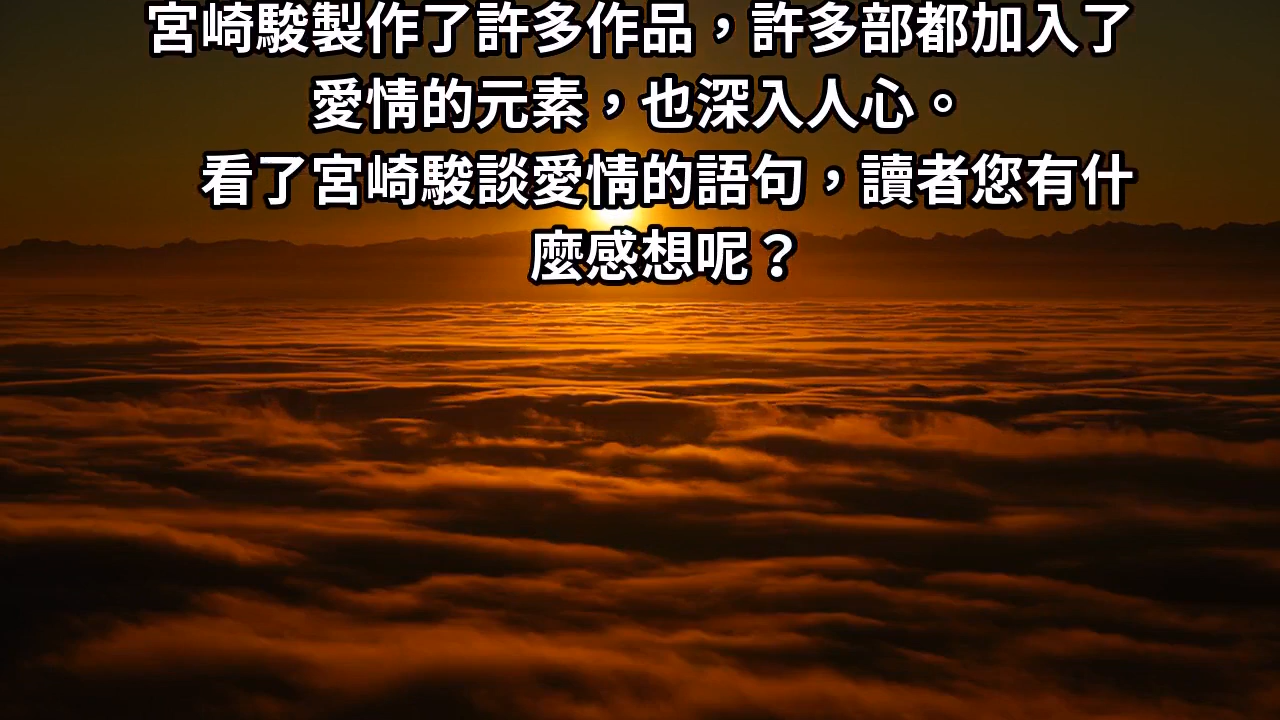 宮崎駿製作了許多作品，許多部都加入了
愛情的元素，也深入人心。
看了宮崎駿談愛情的語句，讀者您有什
麼感想呢？